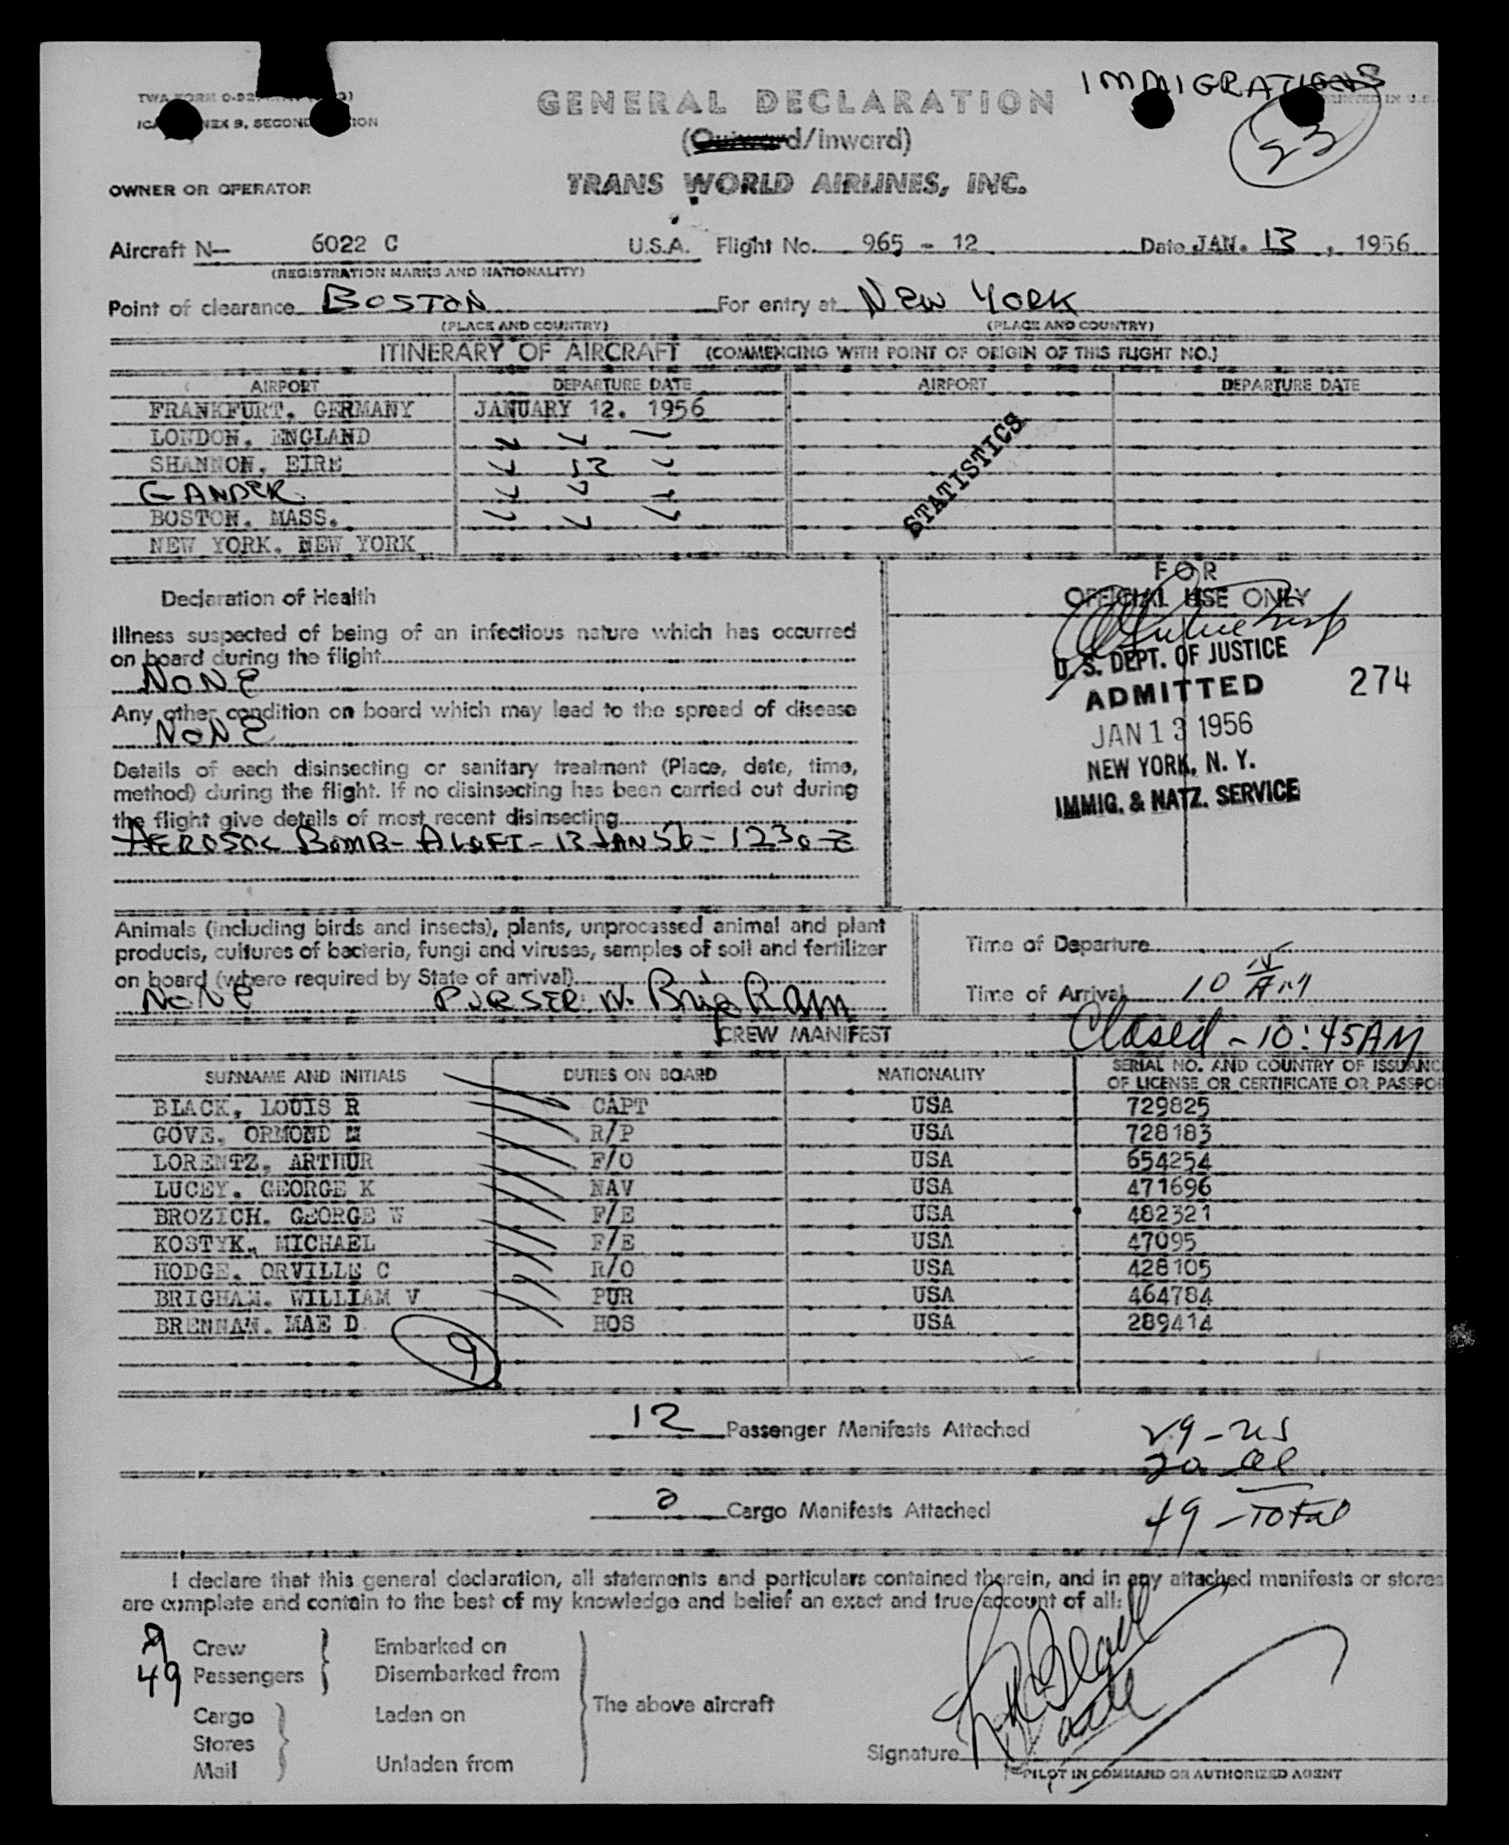 IMMIGRATIONS
GENERAL DECLARATION
23
(Outward/inward)
OWNER OR OPERATOR
TRANS WORLD AIRLINES, INC.
Aircraft N— 6022 C U.S.A. Flight No. 965 - 12 Date JAN. 13, 1956
(REGISTRATION MARKS AND NATIONALITY)
Point of clearance BOSTON For entry at NEW YORK
(PLACE AND COUNTRY) (PLACE AND COUNTRY)
ITINERARY OF AIRCRAFT (COMMENCING WITH POINT OF ORIGIN OF THIS FLIGHT NO.)
AIRPORT DEPARTURE DATE AIRPORT DEPARTURE DATE
FRANKFURT. GERMANY JANUARY 12. 1956
LONDON. ENGLAND
SHANNON. EIRE
GANDER
BOSTON. MASS.
NEW YORK. NEW YORK
STATISTICS
FOR
OFFICIAL USE ONLY
U. S. DEPT. OF JUSTICE
ADMITTED 274
JAN 13 1956
NEW YORK, N. Y.
IMMIG. & NATZ. SERVICE
Declaration of Health
Illness suspected of being of an infectious nature which has occurred
on board during the flight
NONE
Any other condition on board which may lead to the spread of disease
NONE
Details of each disinsecting or sanitary treatment (Place, date, time,
method) during the flight. If no disinsecting has been carried out during
the flight give details of most recent disinsecting
AEROSOL BOMB - ALOFT - 13 JAN 56 - 1230 Z
Animals (including birds and insects), plants, unprocessed animal and plant
products, cultures of bacteria, fungi and viruses, samples of soil and fertilizer
on board (where required by State of arrival)
NONE PURSER W. Brigham
Time of Departure
Time of Arrival 10 AM
Closed - 10:45 AM
CREW MANIFEST
SURNAME AND INITIALS DUTIES ON BOARD NATIONALITY SERIAL NO. AND COUNTRY OF ISSUANC
OF LICENSE OR CERTIFICATE OR PASSPOR
BLACK, LOUIS R CAPT USA 729825
GOVE. ORMOND M R/P USA 728183
LORENTZ. ARTHUR F/O USA 654254
LUCEY. GEORGE K NAV USA 471696
BROZICH. GEORGE W F/E USA 482321
KOSTYK. MICHAEL F/E USA 47095
HODGE. ORVILLE C R/O USA 428105
BRIGHAM. WILLIAM V PUR USA 464784
BRENNAN. MAE D HOS USA 289414
9
12 Passenger Manifests Attached
29 - US
20 al
2 Cargo Manifests Attached
49 - Total
I declare that this general declaration, all statements and particulars contained therein, and in any attached manifests or stores
are complete and contain to the best of my knowledge and belief an exact and true account of all:
9 Crew Embarked on
49 Passengers Disembarked from
The above aircraft
Cargo Laden on
Stores
Mail Unladen from
Signature
PILOT IN COMMAND OR AUTHORIZED AGENT